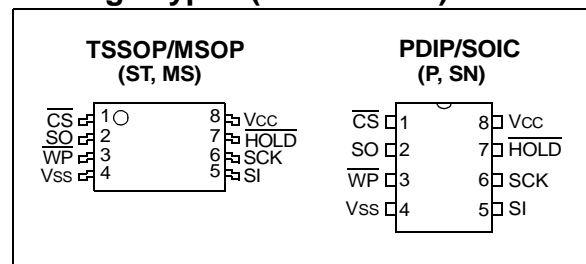 TSSOP/MSOP
(ST, MS)
CS 1 8 VCC
SO 2 7 HOLD
WP 3 6 SCK
VSS 4 5 SI
PDIP/SOIC
(P, SN)
CS 1 8 VCC
SO 2 7 HOLD
WP 3 6 SCK
VSS 4 5 SI